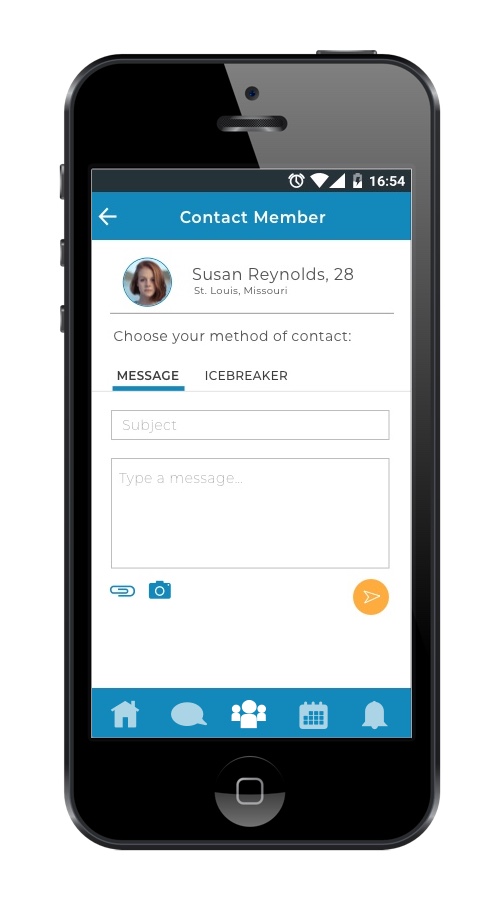 16:54
Contact Member
Susan Reynolds, 28
St. Louis, Missouri
Choose your method of contact:
MESSAGE ICEBREAKER
Subject
Type a message...